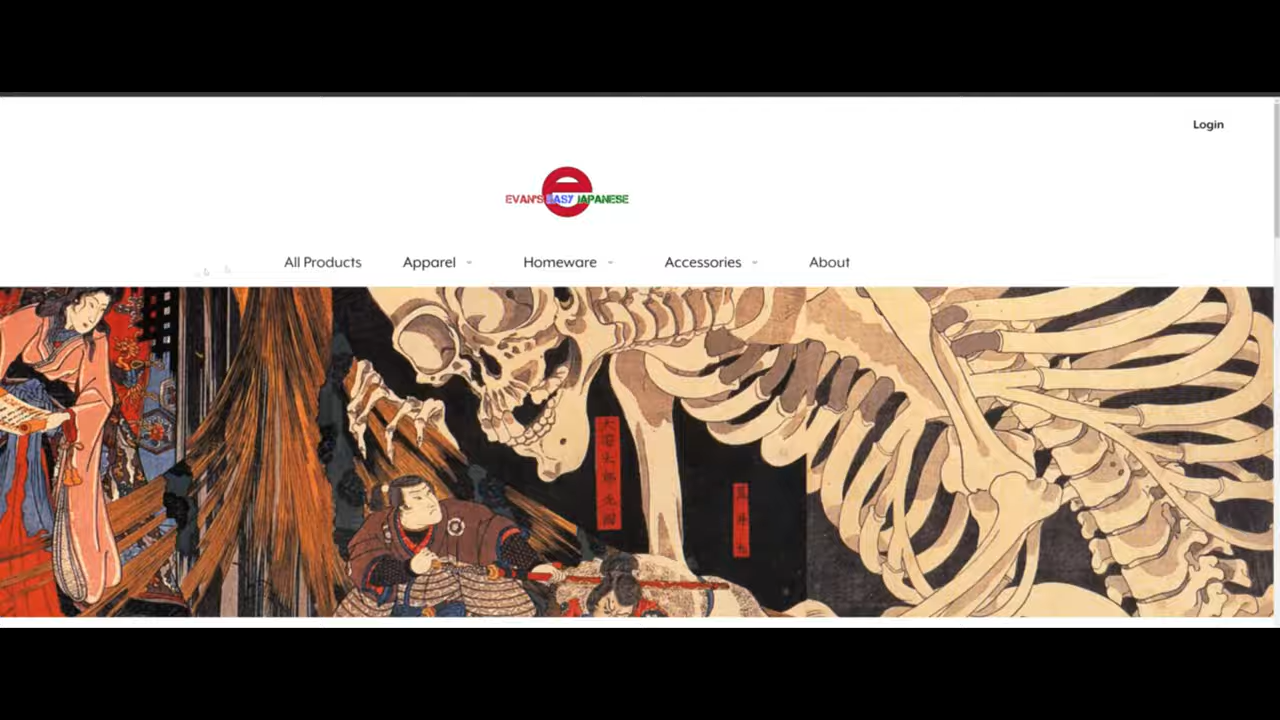 Login
EVAN'S EASY JAPANESE
All Products
Apparel
Homeware
Accessories
About